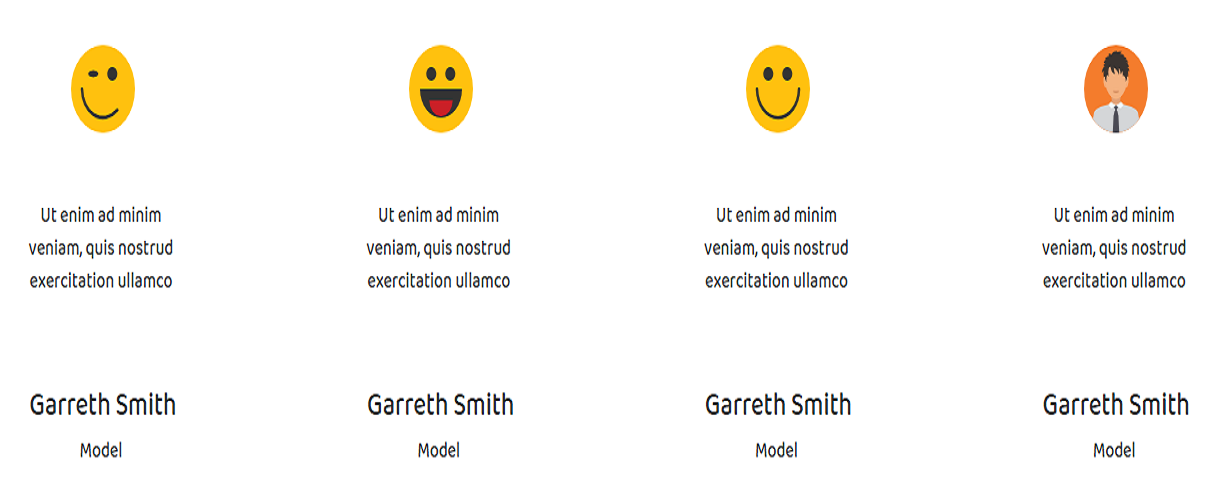 Ut enim ad minim
veniam, quis nostrud
exercitation ullamco
Garreth Smith
Model
Ut enim ad minim
veniam, quis nostrud
exercitation ullamco
Garreth Smith
Model
Ut enim ad minim
veniam, quis nostrud
exercitation ullamco
Garreth Smith
Model
Ut enim ad minim
veniam, quis nostrud
exercitation ullamco
Garreth Smith
Model